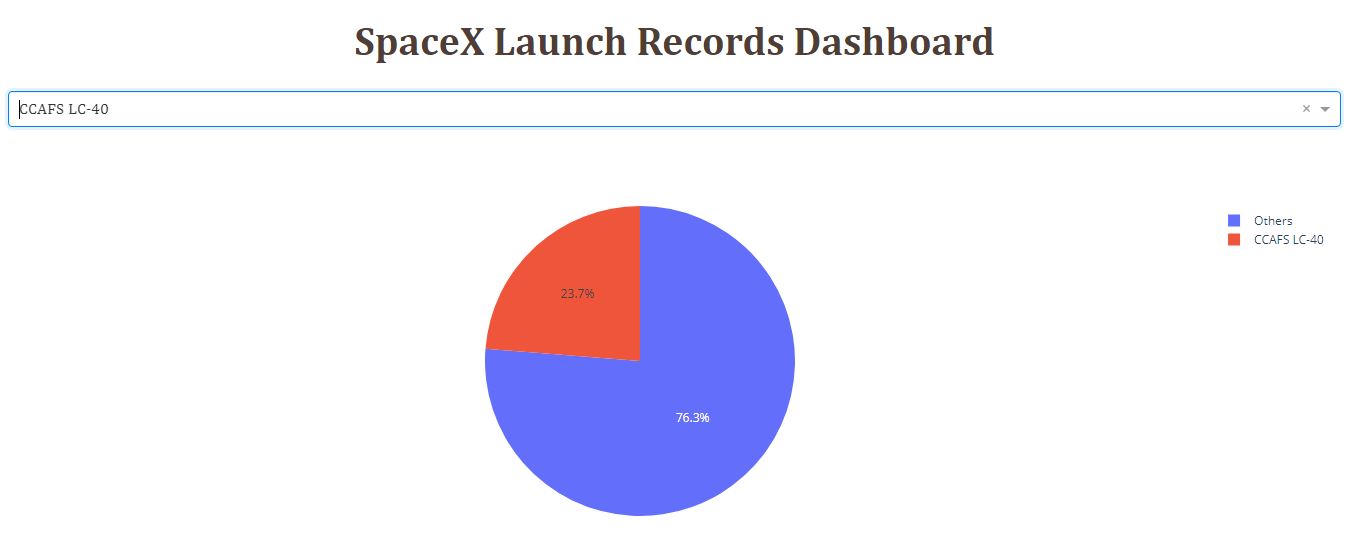 SpaceX Launch Records Dashboard
CCAFS LC-40
×
Others
CCAFS LC-40
23.7%
76.3%